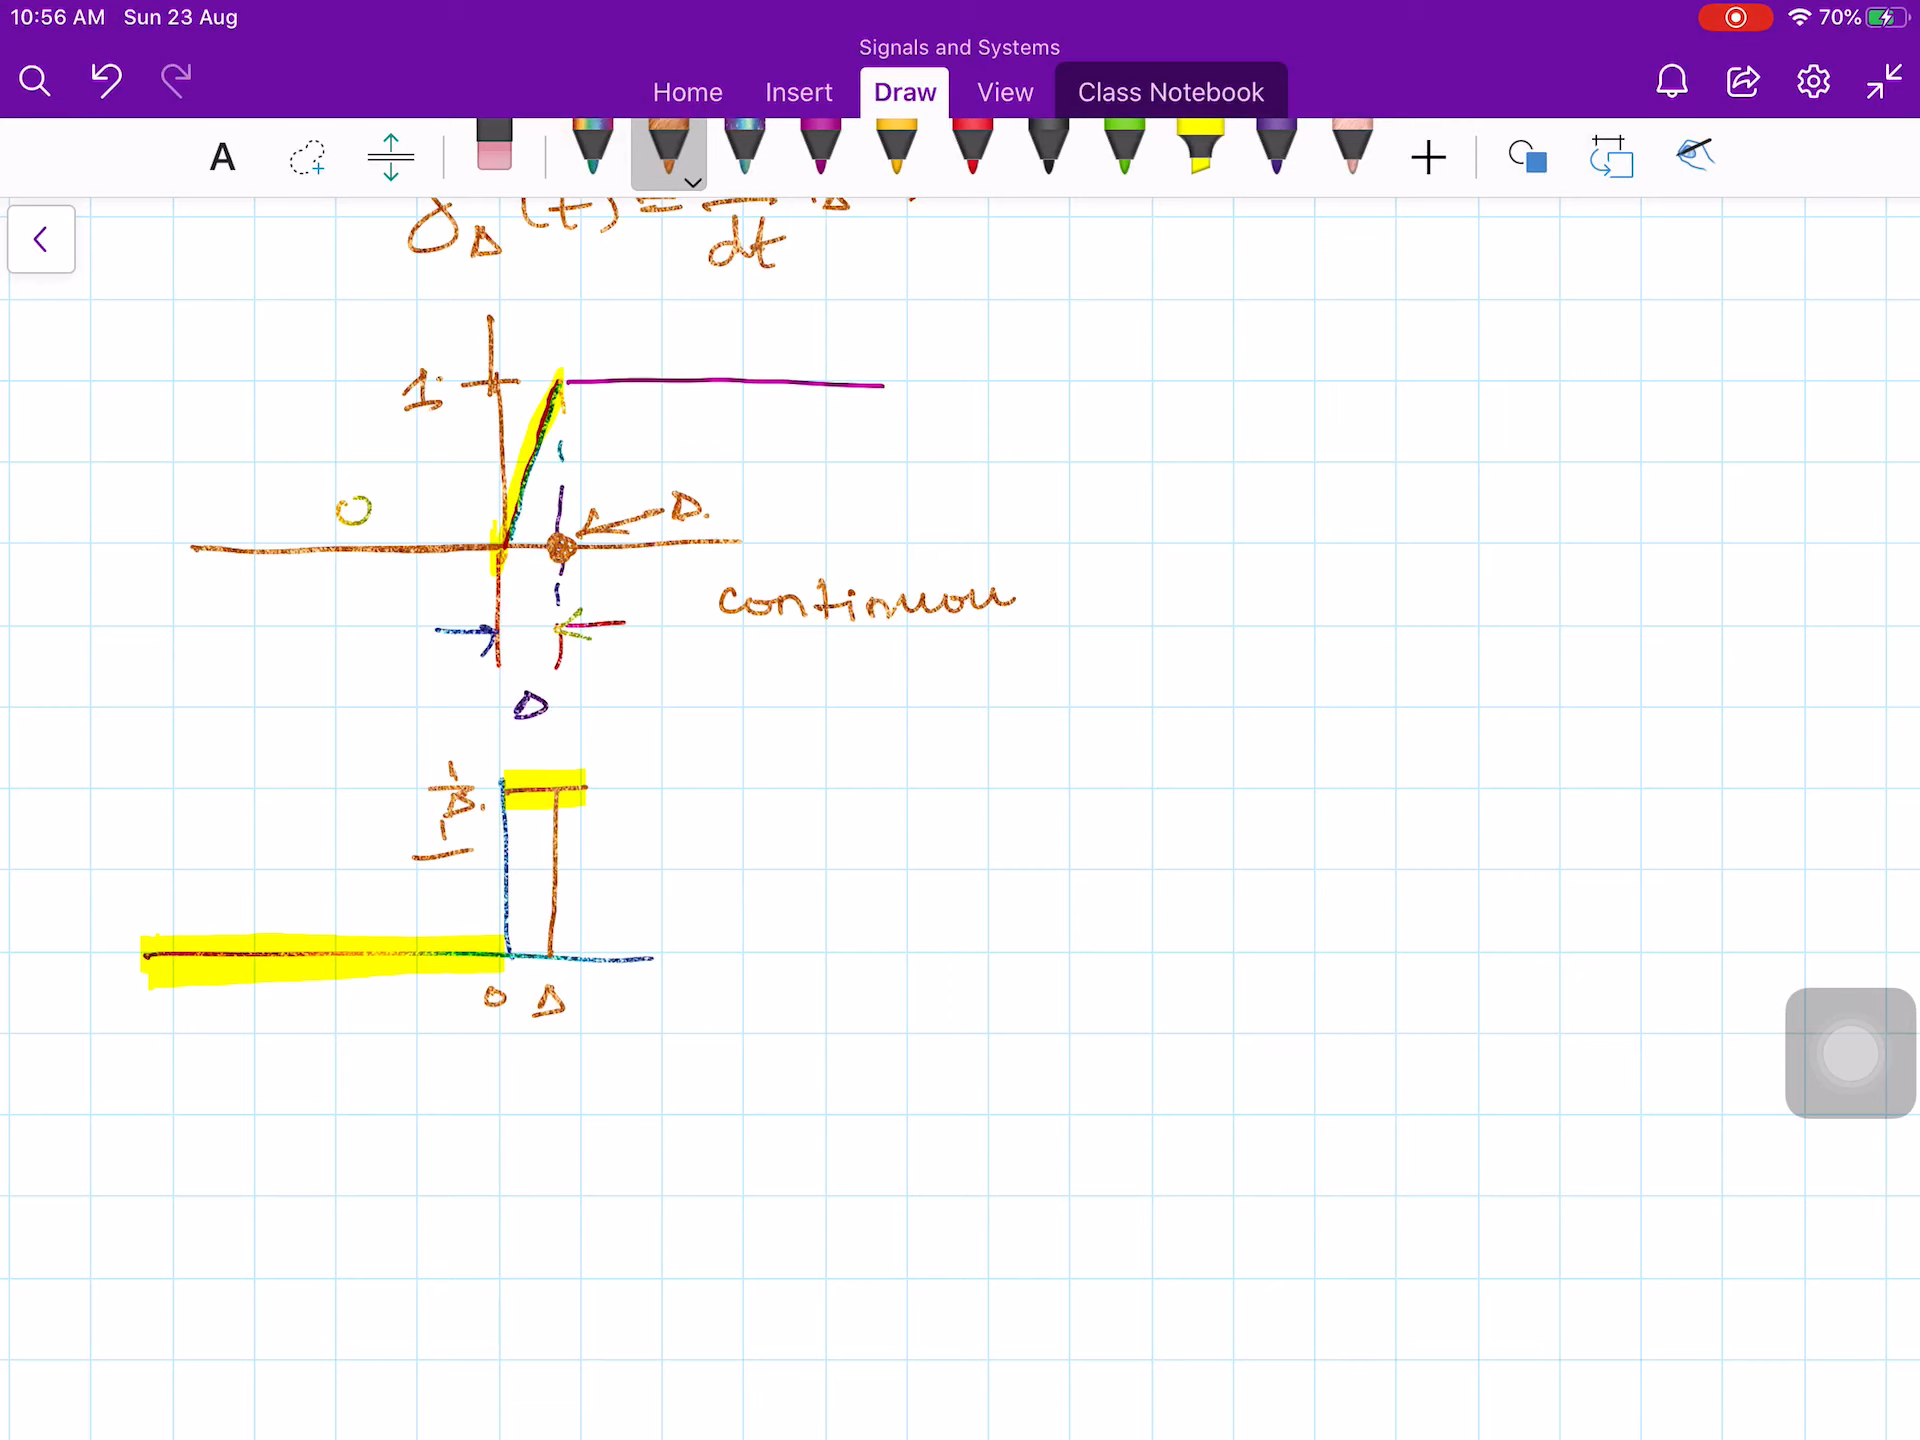 10:56 AM Sun 23 Aug
70%
Signals and Systems
Home Insert Draw View Class Notebook
A
δΔ(t) = dt Δ
1
0
Δ.
continuou
Δ
1/Δ.
0 Δ